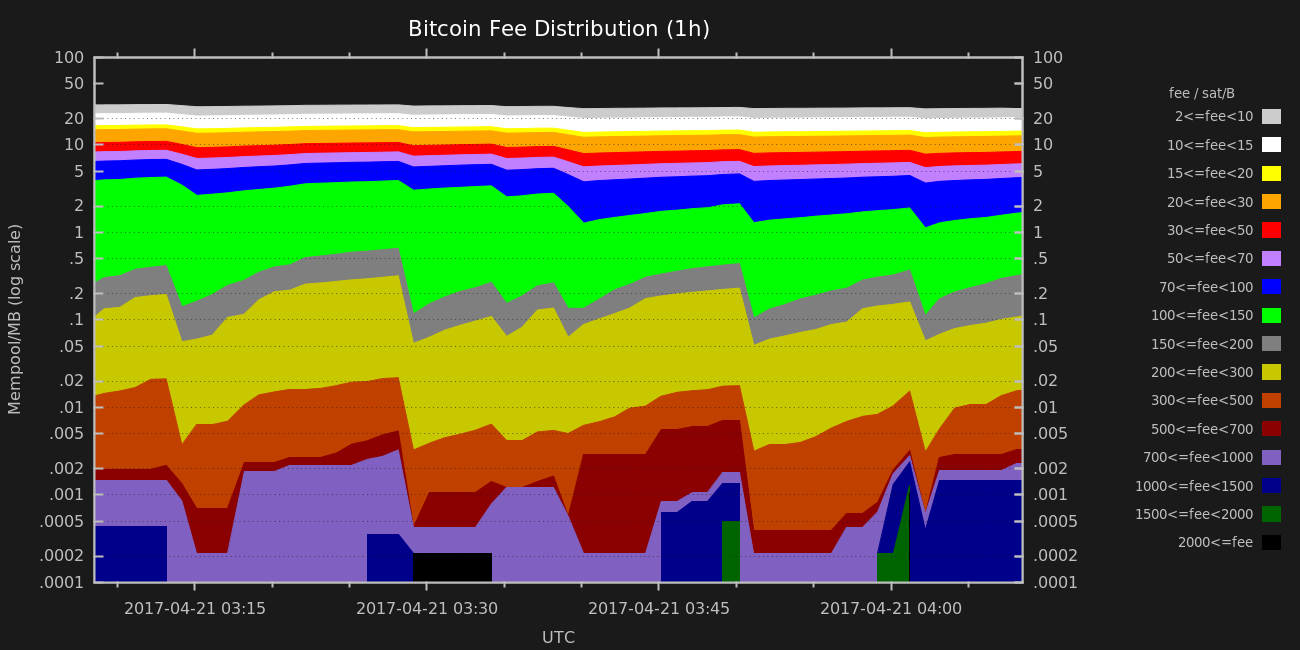 Bitcoin Fee Distribution (1h)
Mempool/MB (log scale)
100
50
20
10
5
2
1
.5
.2
.1
.05
.02
.01
.005
.002
.001
.0005
.0002
.0001
100
50
20
10
5
2
1
.5
.2
.1
.05
.02
.01
.005
.002
.001
.0005
.0002
.0001
2017-04-21 03:15
2017-04-21 03:30
2017-04-21 03:45
2017-04-21 04:00
UTC
fee / sat/B
2<=fee<10
10<=fee<15
15<=fee<20
20<=fee<30
30<=fee<50
50<=fee<70
70<=fee<100
100<=fee<150
150<=fee<200
200<=fee<300
300<=fee<500
500<=fee<700
700<=fee<1000
1000<=fee<1500
1500<=fee<2000
2000<=fee